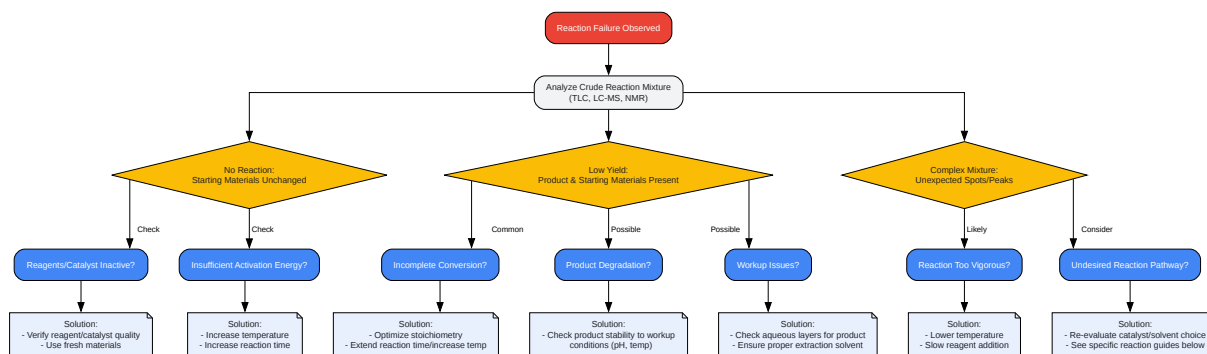 Reaction Failure Observed
Analyze Crude Reaction Mixture
(TLC, LC-MS, NMR)
No Reaction:
Starting Materials Unchanged
Low Yield:
Product & Starting Materials Present
Complex Mixture:
Unexpected Spots/Peaks
Check
Check
Common
Possible
Possible
Likely
Consider
Reagents/Catalyst Inactive?
Insufficient Activation Energy?
Incomplete Conversion?
Product Degradation?
Workup Issues?
Reaction Too Vigorous?
Undesired Reaction Pathway?
Solution:
- Verify reagent/catalyst quality
- Use fresh materials
Solution:
- Increase temperature
- Increase reaction time
Solution:
- Optimize stoichiometry
- Extend reaction time/increase temp
Solution:
- Check product stability to workup
conditions (pH, temp)
Solution:
- Check aqueous layers for product
- Ensure proper extraction solvent
Solution:
- Lower temperature
- Slow reagent addition
Solution:
- Re-evaluate catalyst/solvent choice
- See specific reaction guides below